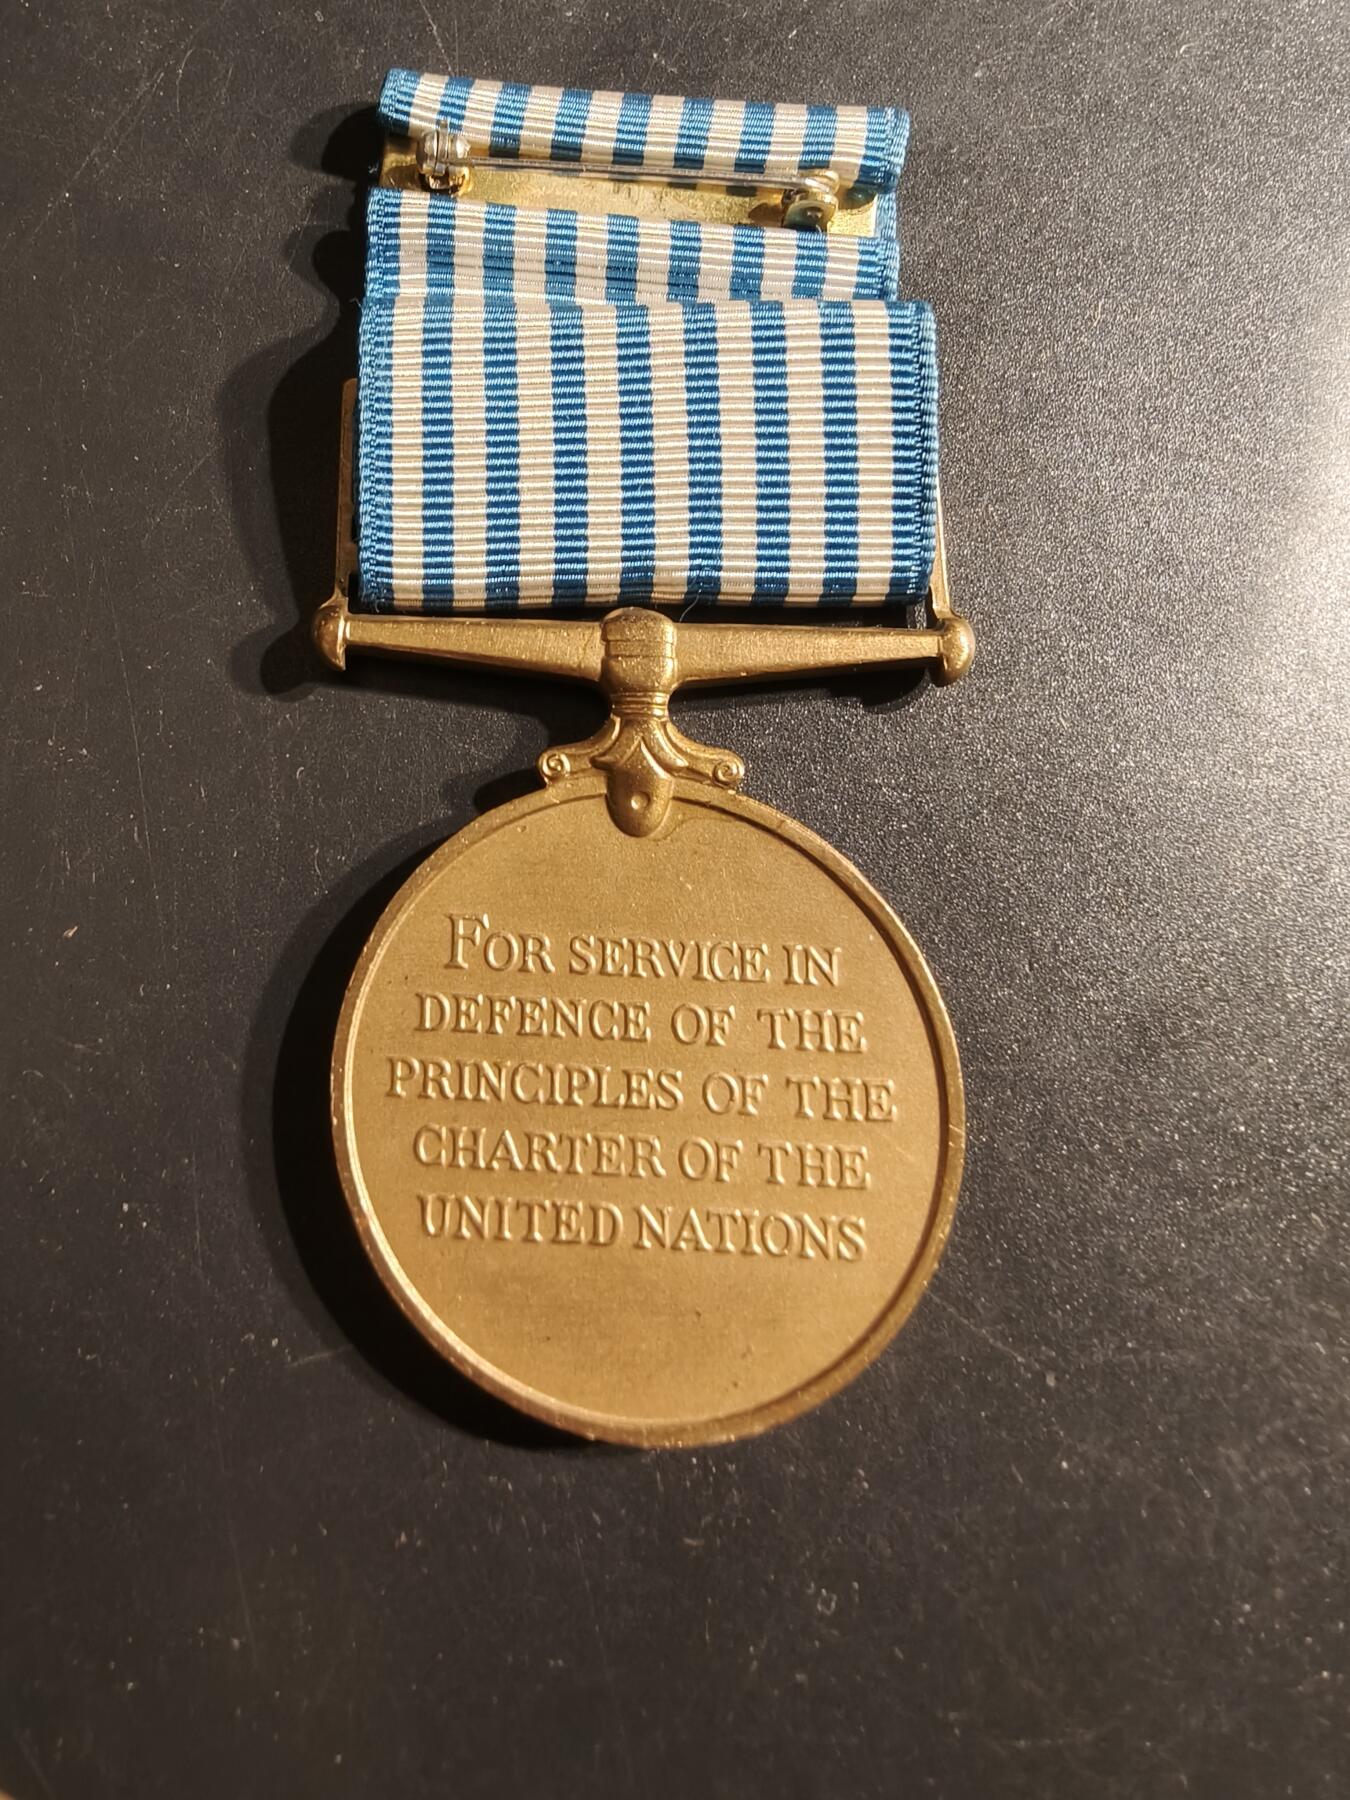 FOR SERVICE IN
DEFENCE OF THE
PRINCIPLES OF THE
CHARTER OF THE
UNITED NATIONS